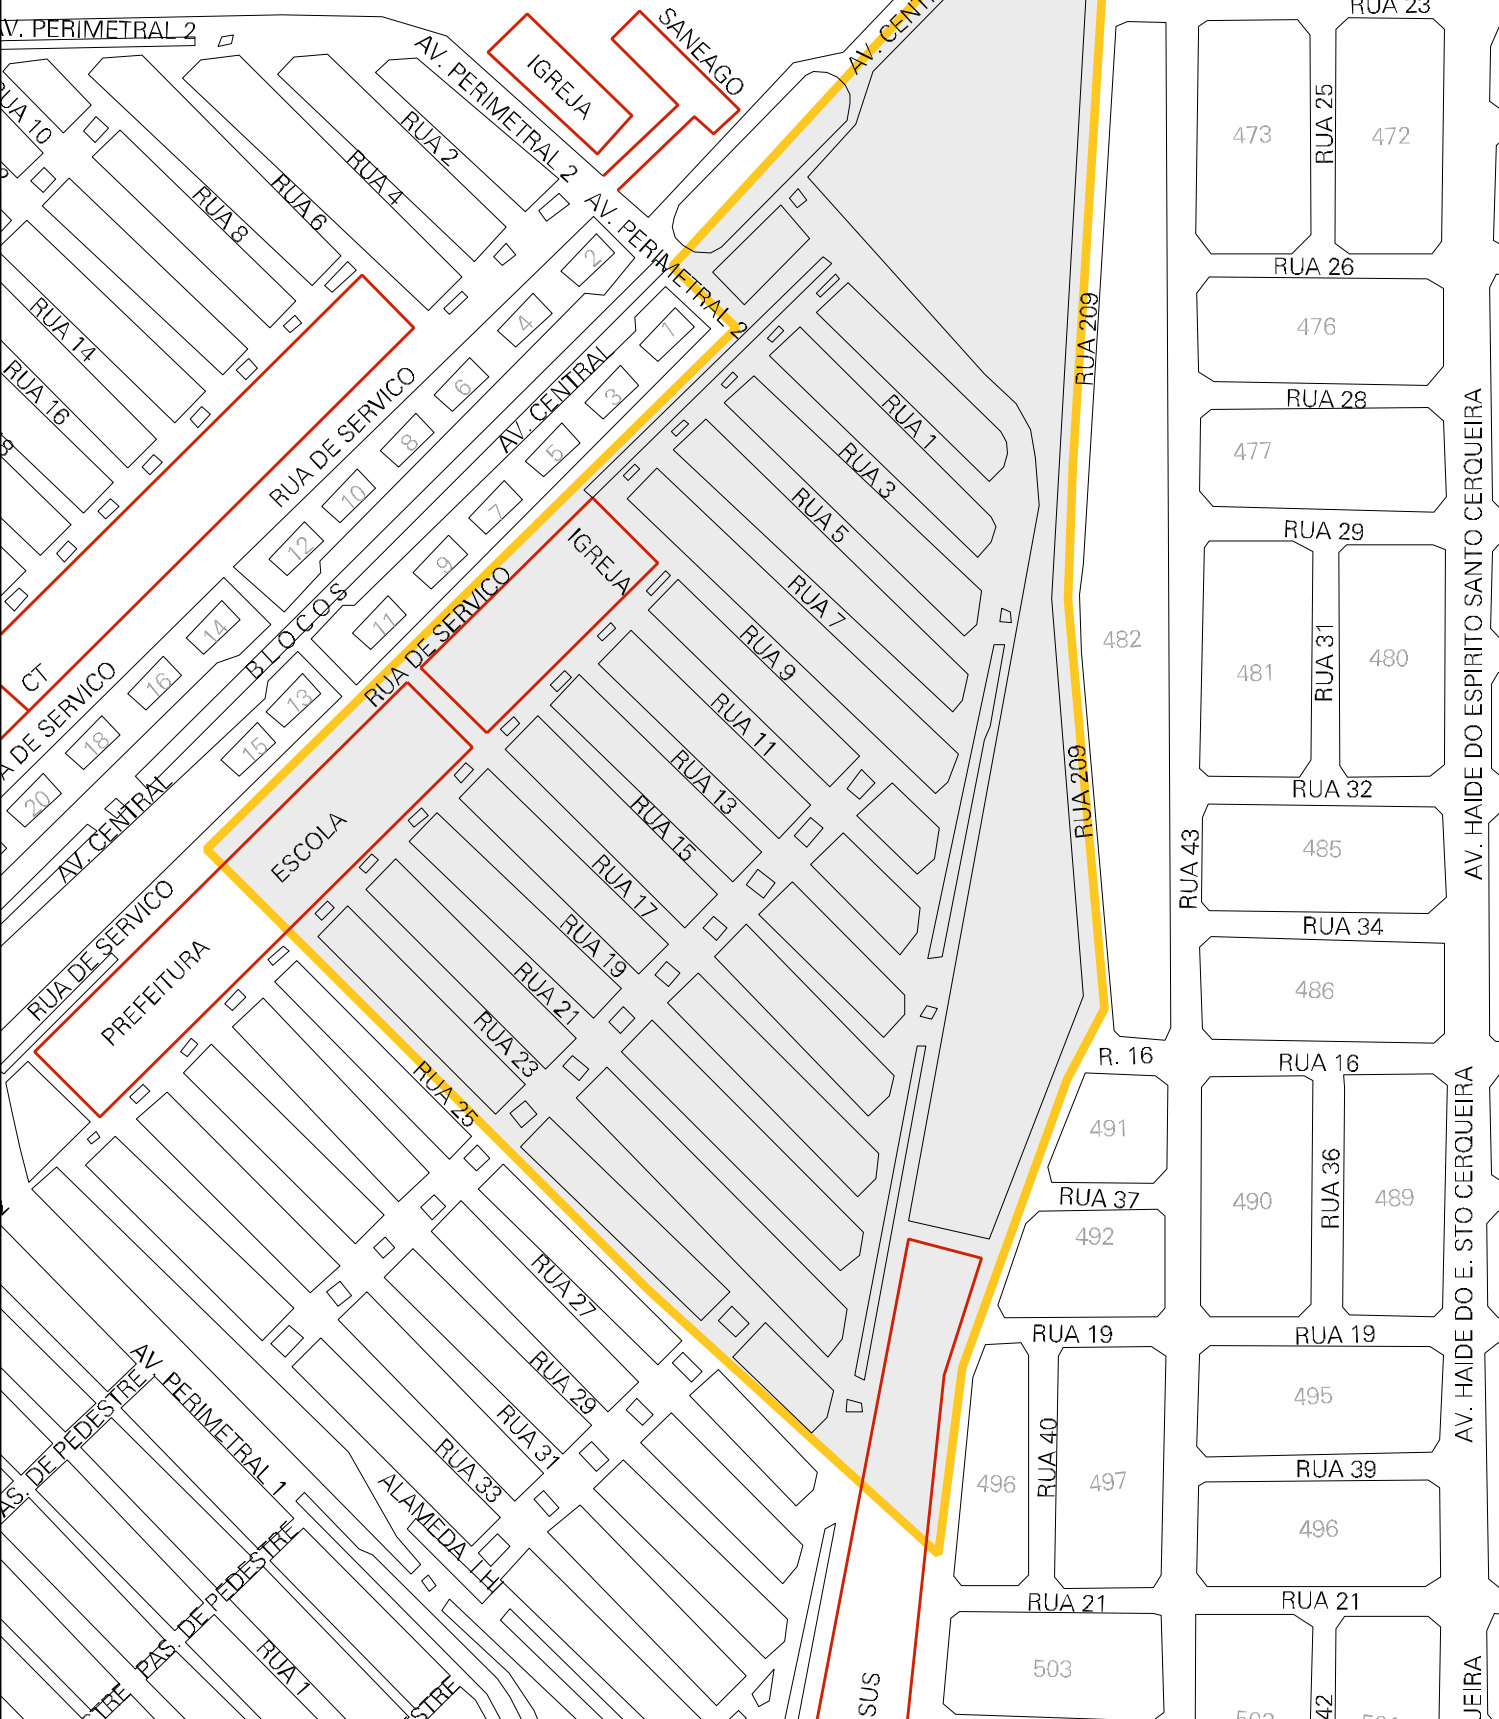 RUA 23
AV. PERIMETRAL 2
AV. PERIMETRAL 2
IGREJA
SANEAGO
AV. CENT
RUA 10
RUA 2
RUA 4
RUA 6
RUA 8
RUA 25
473
472
AV. PERIMETRAL 2
RUA 26
RUA 14
RUA 16
2
4
6
8
10
12
14
16
18
20
1
3
5
7
9
11
13
15
AV. CENTRAL
RUA DE SERVICO
BLOCOS
RUA 209
476
RUA 28
477
RUA 29
RUA 1
RUA 3
RUA 5
RUA 7
RUA 9
RUA 11
RUA 13
RUA 15
RUA 17
RUA 19
RUA 21
RUA 23
RUA 25
IGREJA
RUA DE SERVICO
ESCOLA
CT
A DE SERVICO
AV. CENTRAL
RUA DE SERVICO
PREFEITURA
RUA 209
482
481
RUA 31
480
AV. HAIDE DO ESPIRITO SANTO CERQUEIRA
RUA 32
RUA 43
485
RUA 34
486
R. 16
RUA 16
491
RUA 37
492
490
RUA 36
489
AV. HAIDE DO E. STO CERQUEIRA
RUA 19
RUA 19
495
RUA 40
496
497
RUA 39
496
RUA 21
RUA 21
503
42
UEIRA
SUS
RUA 27
RUA 29
RUA 31
RUA 33
ALAMEDA I H
AV PERIMETRAL 1
AS. DE PEDESTRE
PAS. DE PEDESTRE
RUA 1
STRE
STRE